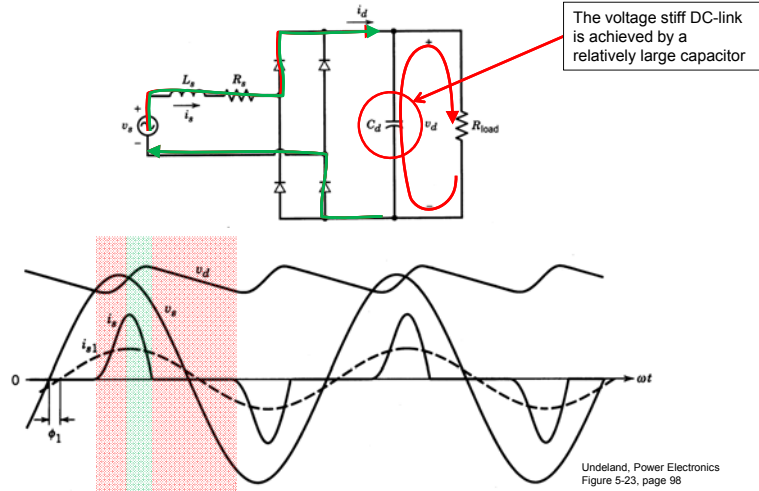 The voltage stiff DC-link
is achieved by a
relatively large capacitor
i_d
L_s R_s
i_s
+
v_s
−
C_d
+
v_d
−
R_load
v_d
v_s
i_s
i_s1
0
ωt
ϕ_1
Undeland, Power Electronics
Figure 5-23, page 98